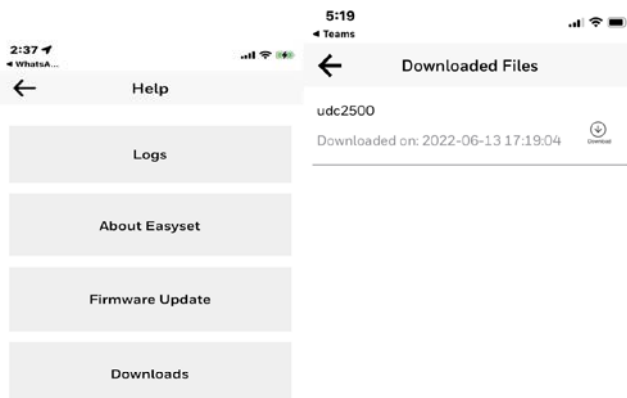 2:37
◀ WhatsA...
Help
Logs
About Easyset
Firmware Update
Downloads
5:19
◀ Teams
Downloaded Files
udc2500
Downloaded on: 2022-06-13 17:19:04
Download